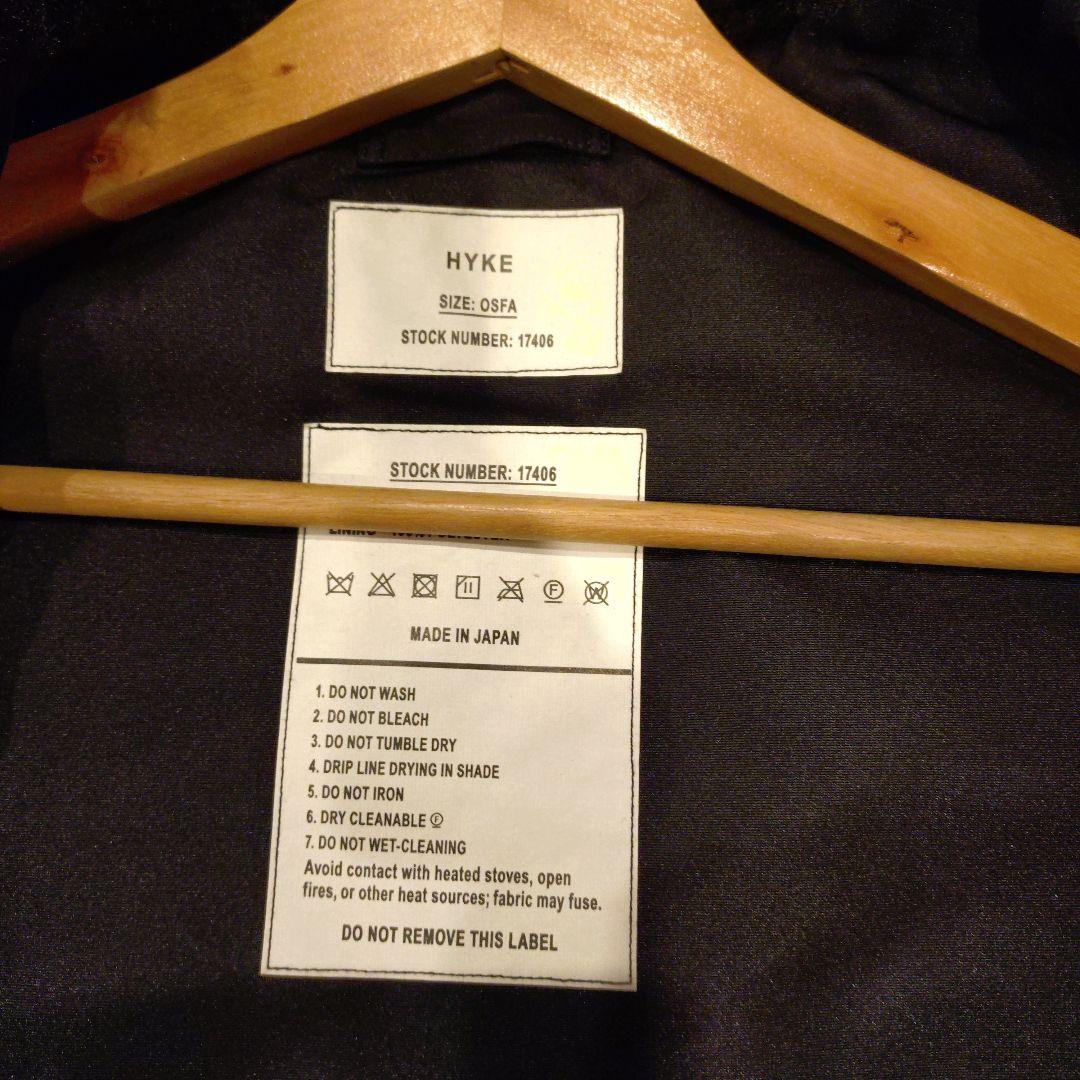 HYKE
SIZE: OSFA
STOCK NUMBER: 17406
STOCK NUMBER: 17406
MADE IN JAPAN
1. DO NOT WASH
2. DO NOT BLEACH
3. DO NOT TUMBLE DRY
4. DRIP LINE DRYING IN SHADE
5. DO NOT IRON
6. DRY CLEANABLE Ⓕ
7. DO NOT WET-CLEANING
Avoid contact with heated stoves, open
fires, or other heat sources; fabric may fuse.
DO NOT REMOVE THIS LABEL